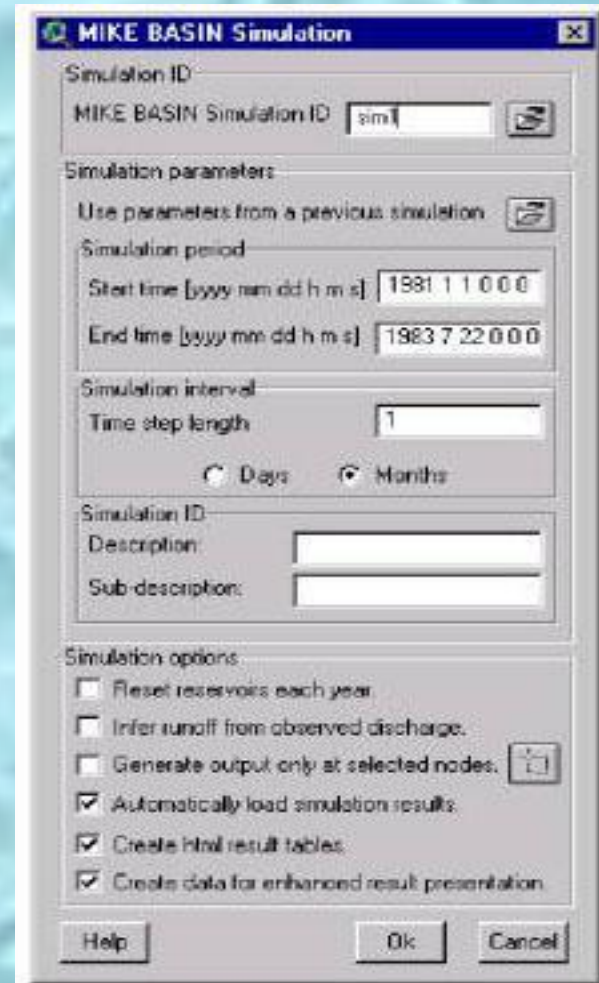 MIKE BASIN Simulation
Simulation ID
MIKE BASIN Simulation ID sim1
Simulation parameters
Use parameters from a previous simulation
Simulation period
Start time [yyyy mm dd h m s] 1981 1 1 0 0 0
End time [yyyy mm dd h m s] 1983 7 22 0 0 0
Simulation interval
Time step length 1
Days Months
Simulation ID
Description:
Sub-description:
Simulation options
Reset reservoirs each year.
Infer runoff from observed discharge.
Generate output only at selected nodes.
Automatically load simulation results.
Create html result tables.
Create data for enhanced result presentation.
Help Ok Cancel